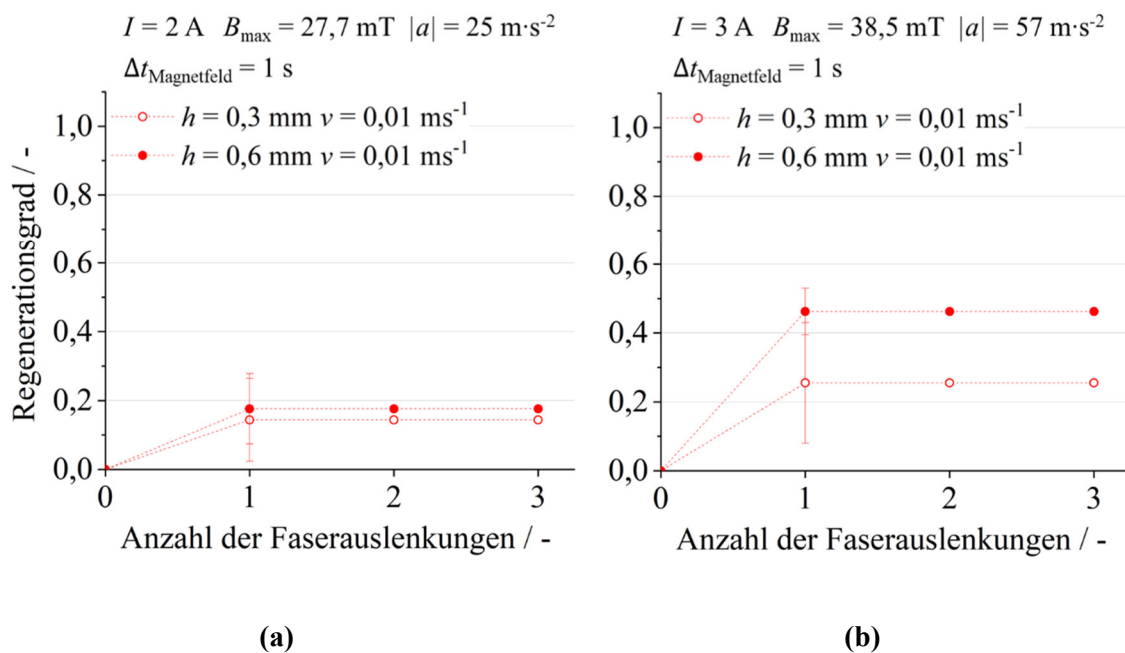 I = 2 A Bmax = 27,7 mT |a| = 25 m·s-2
ΔtMagnetfeld = 1 s
h = 0,3 mm v = 0,01 ms-1
h = 0,6 mm v = 0,01 ms-1
Regenerationsgrad / -
1,0
0,8
0,6
0,4
0,2
0,0
0 1 2 3
Anzahl der Faserauslenkungen / -
(a)
I = 3 A Bmax = 38,5 mT |a| = 57 m·s-2
ΔtMagnetfeld = 1 s
h = 0,3 mm v = 0,01 ms-1
h = 0,6 mm v = 0,01 ms-1
1,0
0,8
0,6
0,4
0,2
0,0
0 1 2 3
Anzahl der Faserauslenkungen / -
(b)